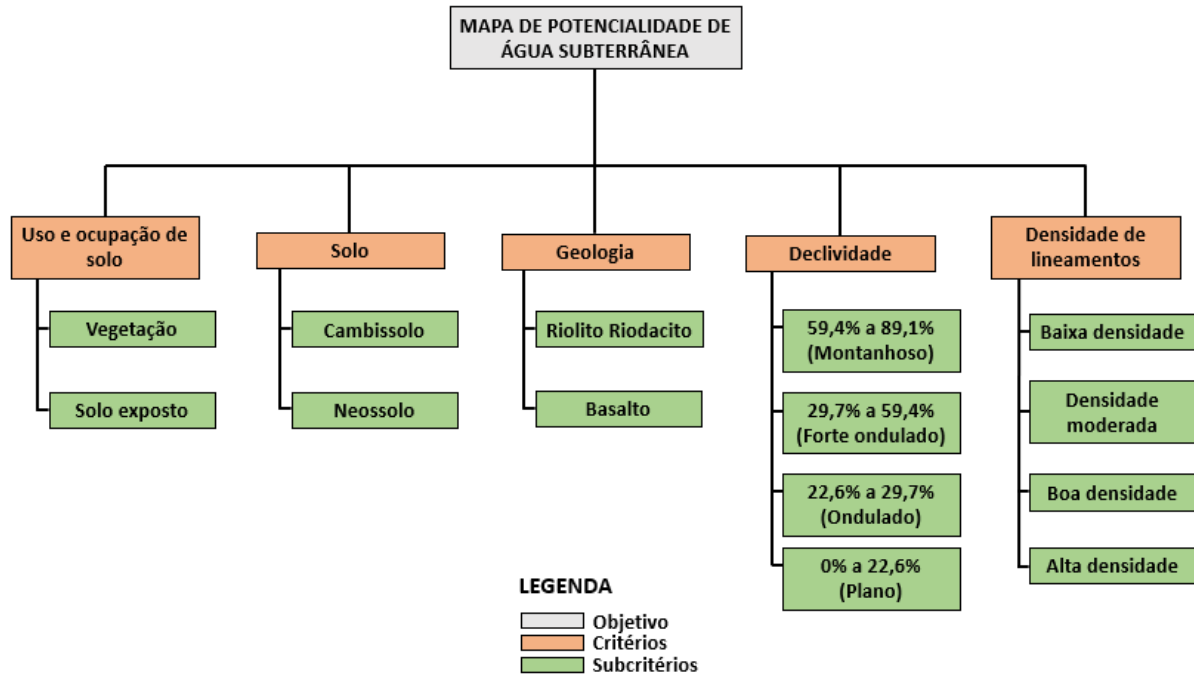 MAPA DE POTENCIALIDADE DE
ÁGUA SUBTERRÂNEA
Uso e ocupação de
solo
Vegetação
Solo exposto
Solo
Cambissolo
Neossolo
Geologia
Riolito Riodacito
Basalto
Declividade
59,4% a 89,1%
(Montanhoso)
29,7% a 59,4%
(Forte ondulado)
22,6% a 29,7%
(Ondulado)
0% a 22,6%
(Plano)
Densidade de
lineamentos
Baixa densidade
Densidade
moderada
Boa densidade
Alta densidade
LEGENDA
Objetivo
Critérios
Subcritérios